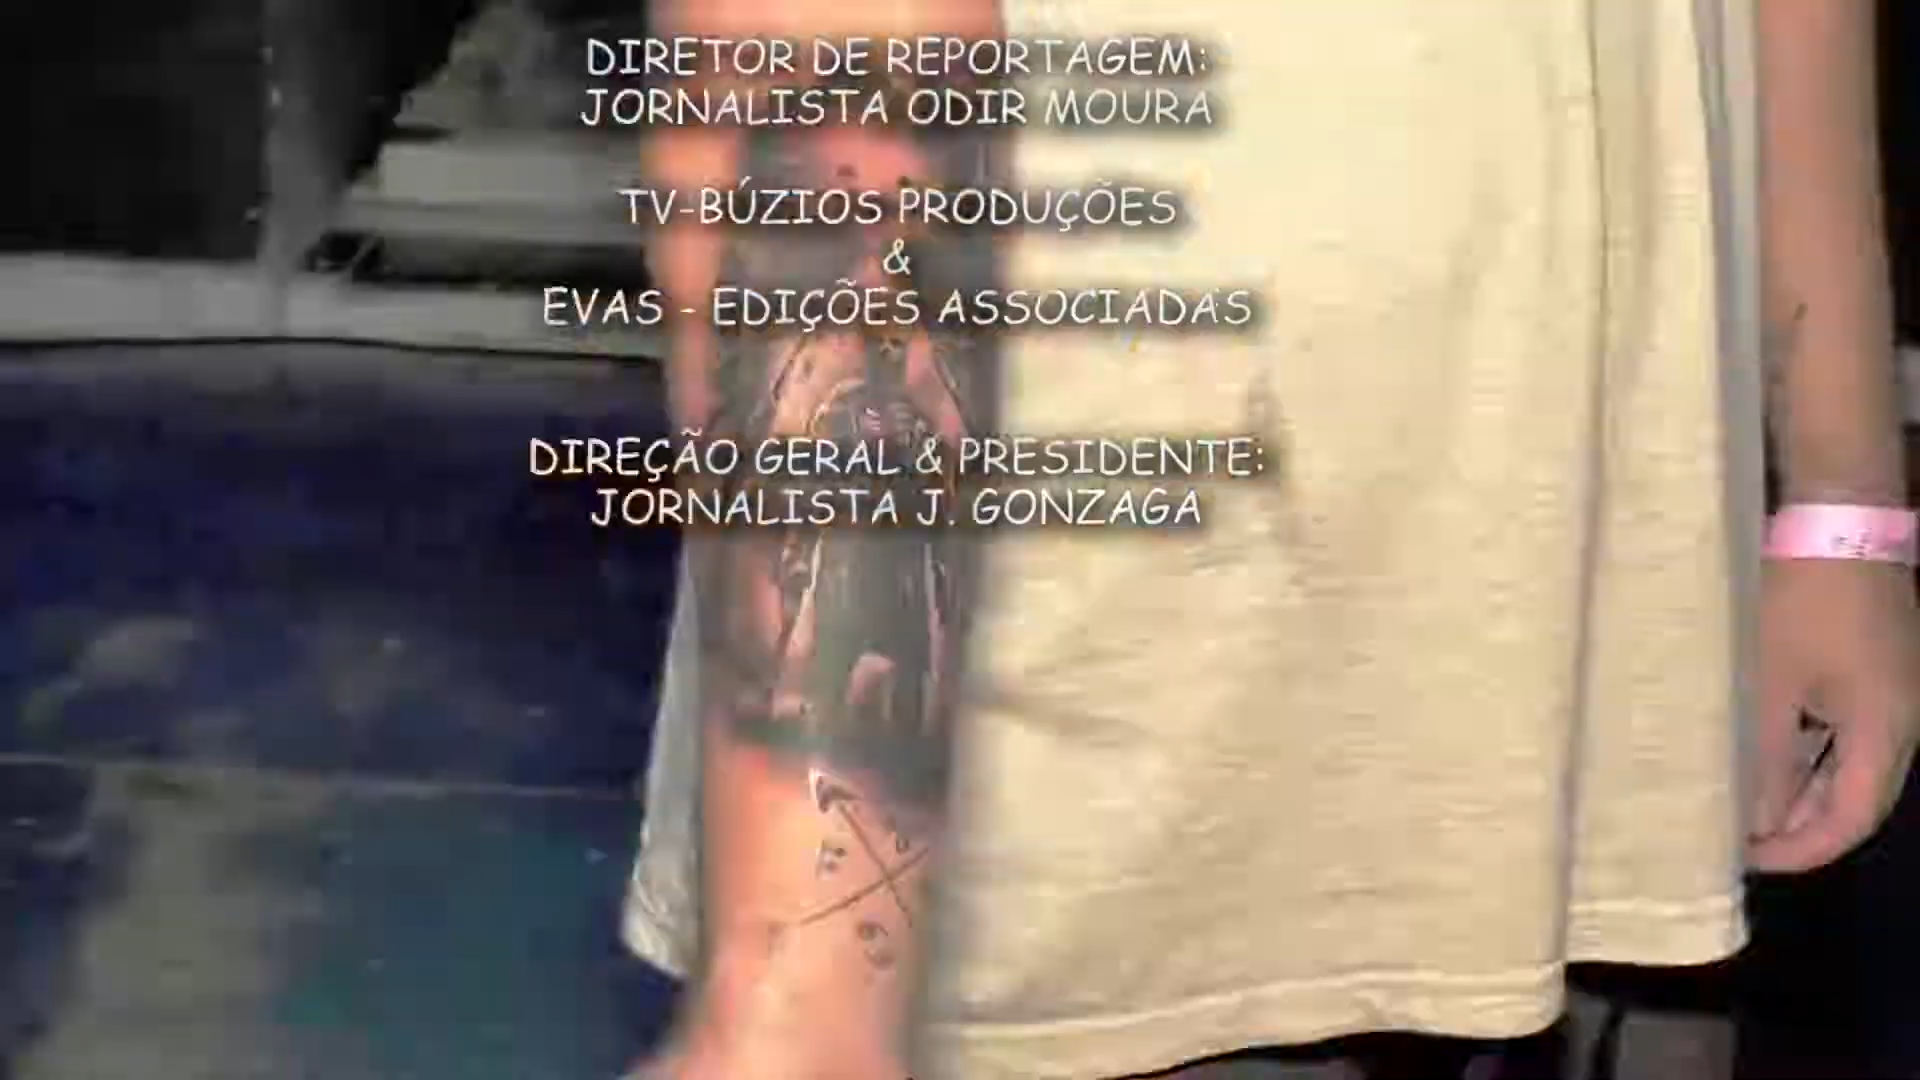 DIRETOR DE REPORTAGEM:
JORNALISTA ODIR MOURA
TV-BÚZIOS PRODUÇÕES
&
EVAS - EDIÇÕES ASSOCIADAS
DIREÇÃO GERAL & PRESIDENTE:
JORNALISTA J. GONZAGA